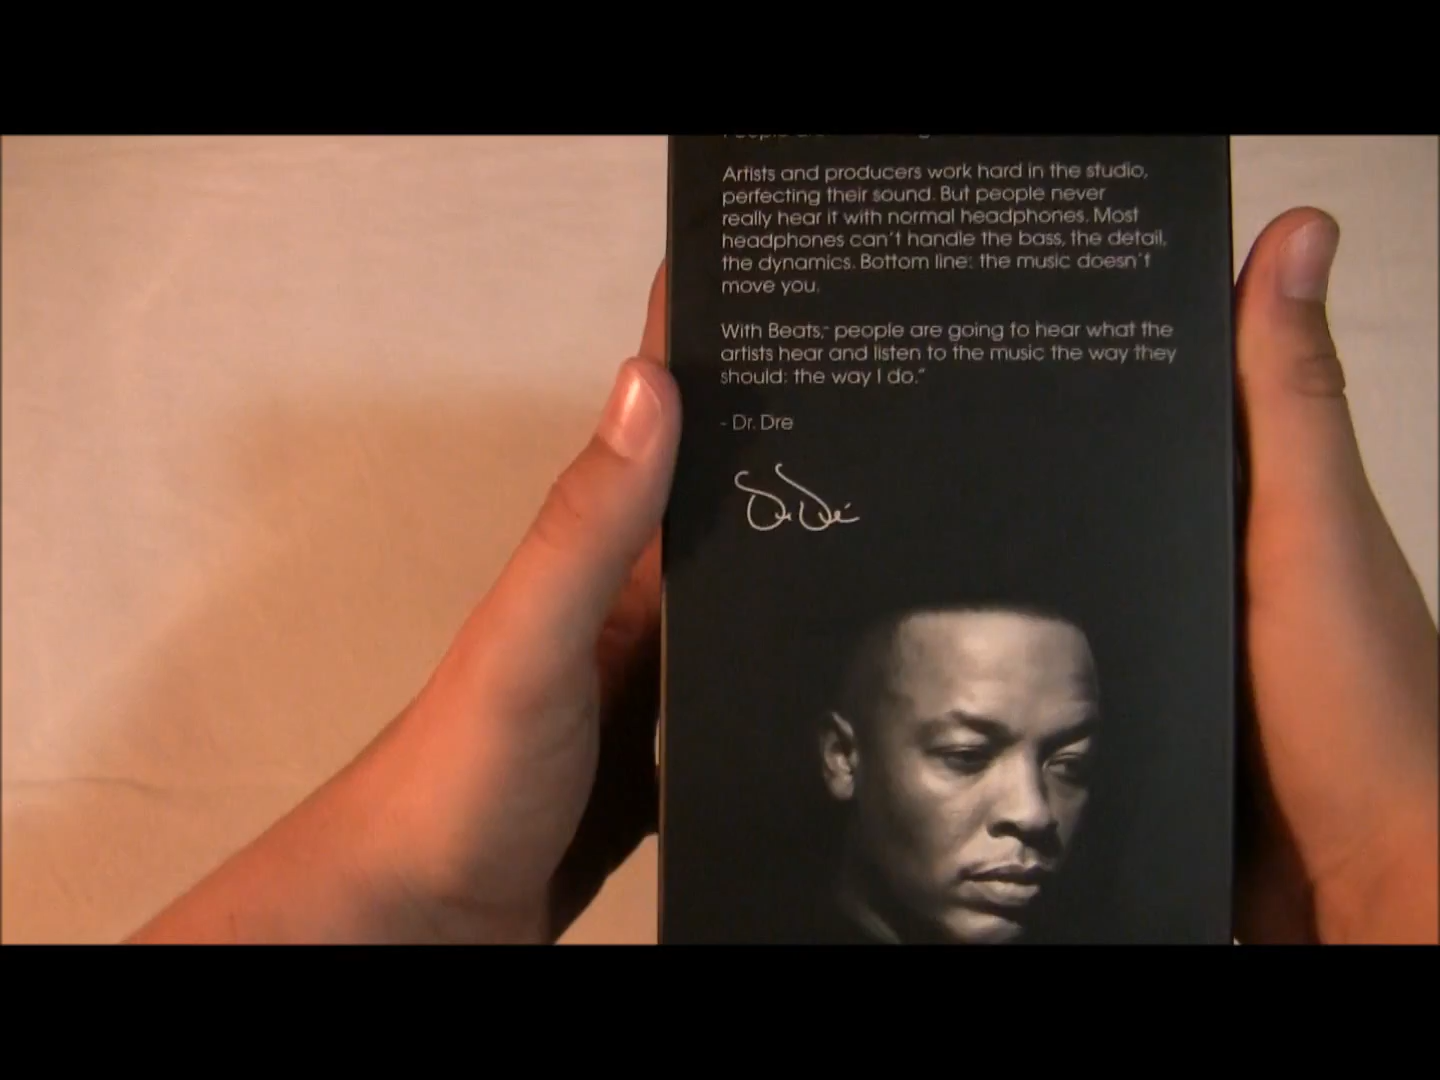 Artists and producers work hard in the studio,
perfecting their sound. But people never
really hear it with normal headphones. Most
headphones can't handle the bass, the detail,
the dynamics. Bottom line: the music doesn't
move you.
With Beats,™ people are going to hear what the
artists hear and listen to the music the way they
should: the way I do."
- Dr. Dre
Dr. Dre